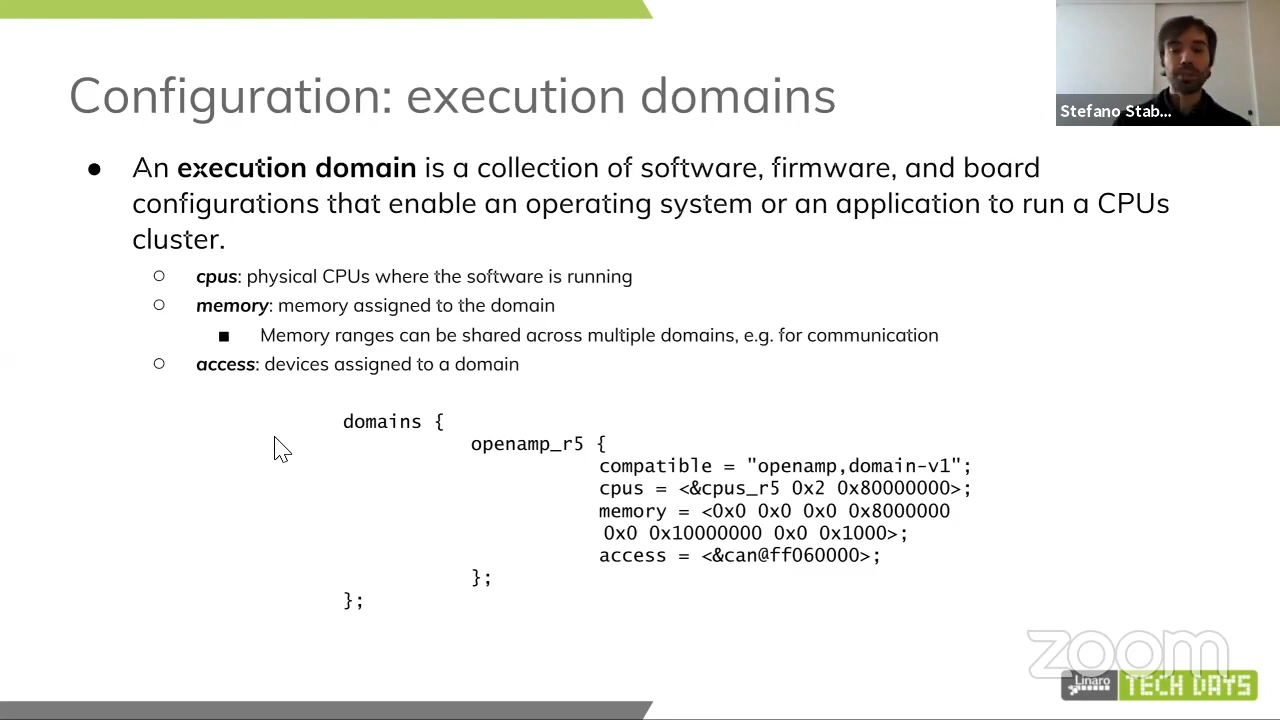 Configuration: execution domains
Stefano Stab...
● An execution domain is a collection of software, firmware, and board
configurations that enable an operating system or an application to run a CPUs
cluster.
○ cpus: physical CPUs where the software is running
○ memory: memory assigned to the domain
■ Memory ranges can be shared across multiple domains, e.g. for communication
○ access: devices assigned to a domain
domains {
openamp_r5 {
compatible = "openamp,domain-v1";
cpus = <&cpus_r5 0x2 0x80000000>;
memory = <0x0 0x0 0x0 0x8000000
0x0 0x10000000 0x0 0x1000>;
access = <&can@ff060000>;
};
};
zoom
Linaro TECH DAYS